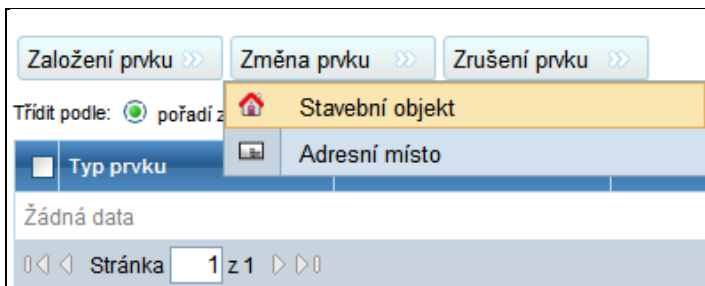 Založení prvku Změna prvku Zrušení prvku
Třídit podle: pořadí z
Stavební objekt
Adresní místo
Typ prvku
Žádná data
Stránka 1 z 1